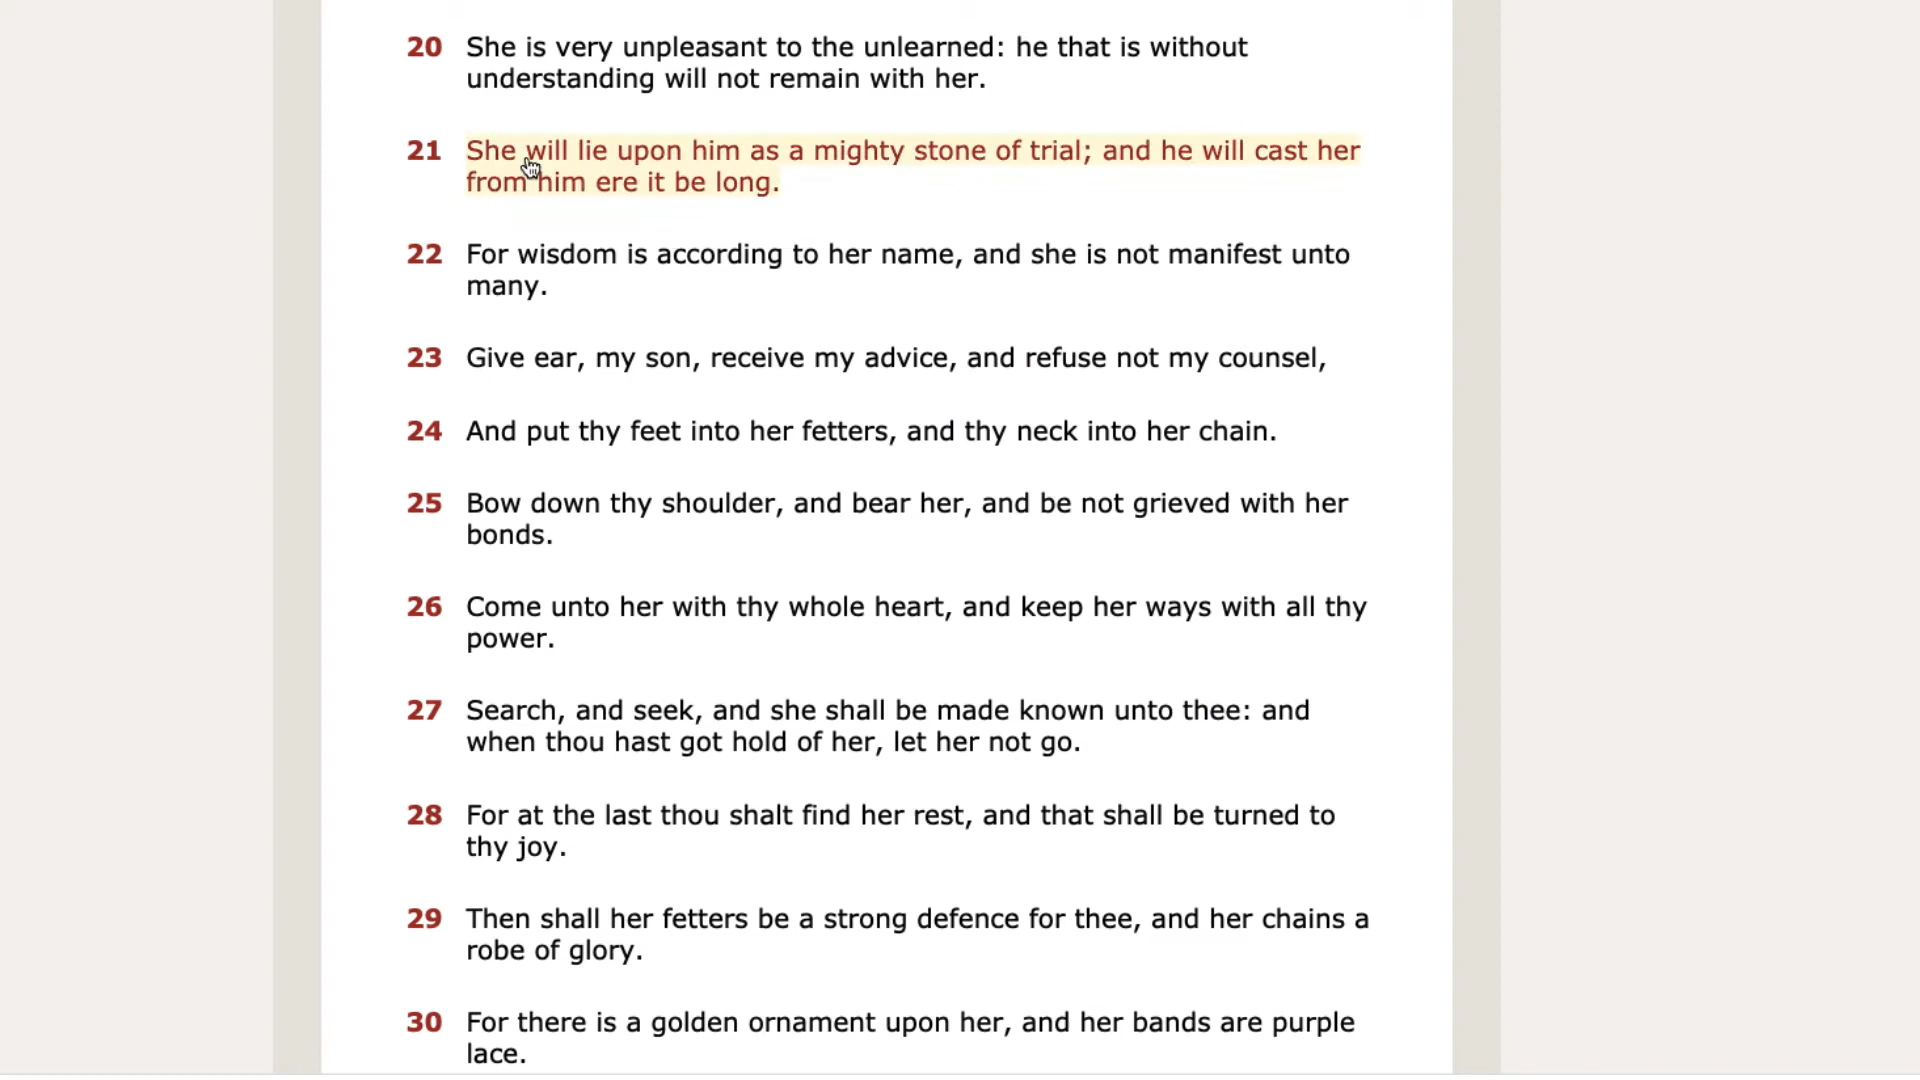 20 She is very unpleasant to the unlearned: he that is without
understanding will not remain with her.
21 She will lie upon him as a mighty stone of trial; and he will cast her
from him ere it be long.
22 For wisdom is according to her name, and she is not manifest unto
many.
23 Give ear, my son, receive my advice, and refuse not my counsel,
24 And put thy feet into her fetters, and thy neck into her chain.
25 Bow down thy shoulder, and bear her, and be not grieved with her
bonds.
26 Come unto her with thy whole heart, and keep her ways with all thy
power.
27 Search, and seek, and she shall be made known unto thee: and
when thou hast got hold of her, let her not go.
28 For at the last thou shalt find her rest, and that shall be turned to
thy joy.
29 Then shall her fetters be a strong defence for thee, and her chains a
robe of glory.
30 For there is a golden ornament upon her, and her bands are purple
lace.